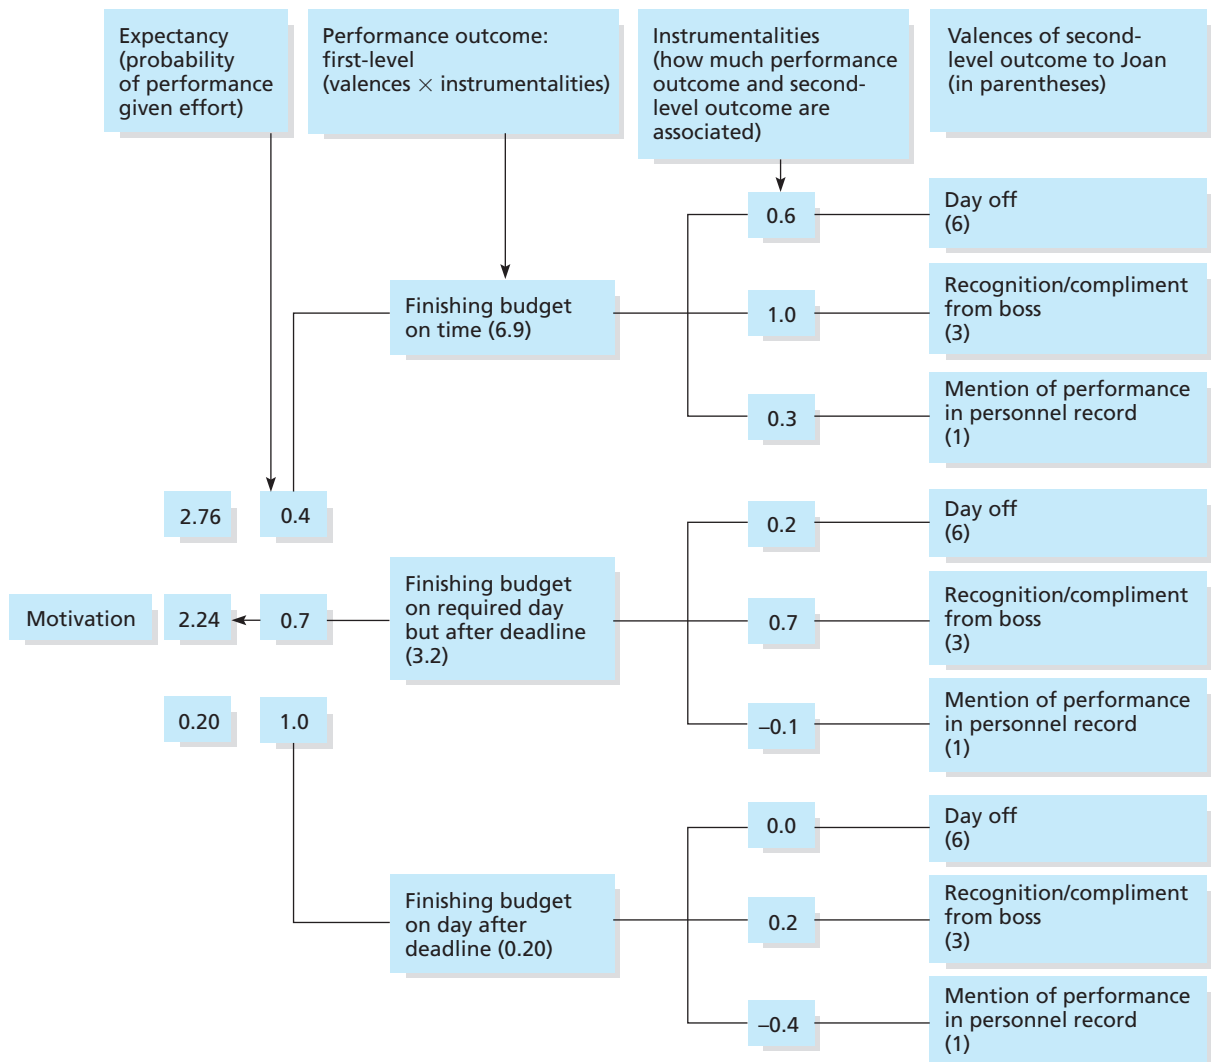 Expectancy
(probability
of performance
given effort)
Performance outcome:
first-level
(valences × instrumentalities)
Instrumentalities
(how much performance
outcome and second-
level outcome are
associated)
Valences of second-
level outcome to Joan
(in parentheses)
0.6
Day off
(6)
Finishing budget
on time (6.9)
1.0
Recognition/compliment
from boss
(3)
0.3
Mention of performance
in personnel record
(1)
2.76
0.4
0.2
Day off
(6)
Motivation
2.24
0.7
Finishing budget
on required day
but after deadline
(3.2)
0.7
Recognition/compliment
from boss
(3)
0.20
1.0
–0.1
Mention of performance
in personnel record
(1)
0.0
Day off
(6)
Finishing budget
on day after
deadline (0.20)
0.2
Recognition/compliment
from boss
(3)
–0.4
Mention of performance
in personnel record
(1)